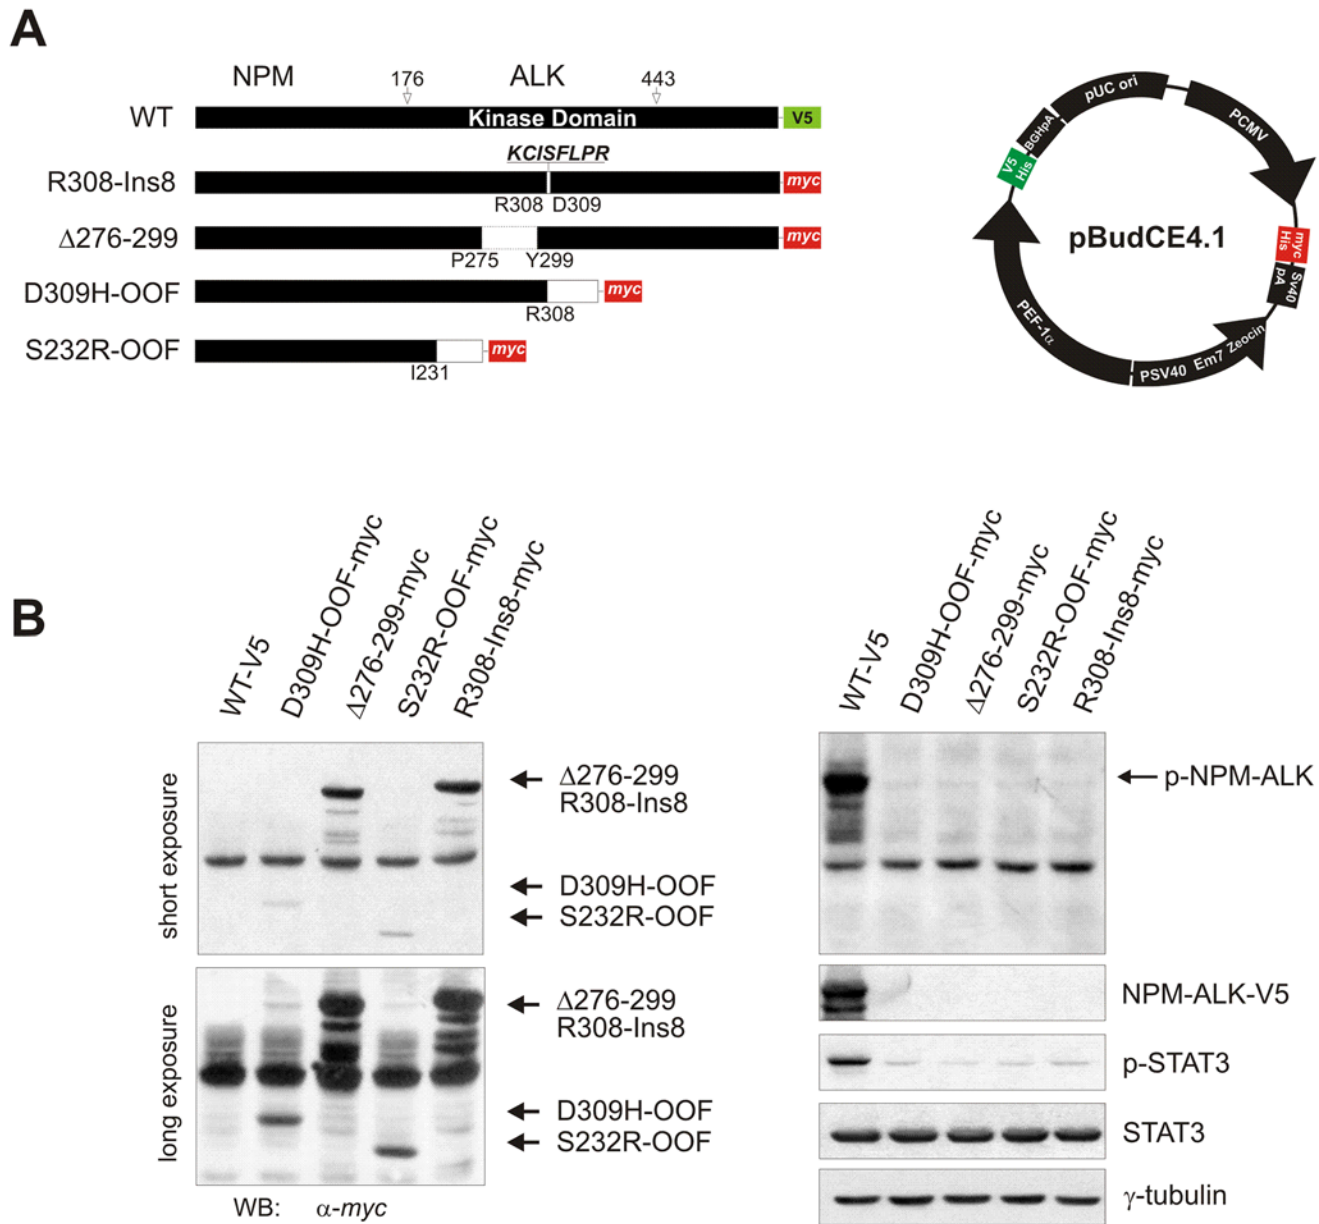 A
NPM 176 ALK 443
WT Kinase Domain V5
KCISFLPR
R308-Ins8 myc
R308 D309
Δ276-299 myc
P275 Y299
D309H-OOF myc
R308
S232R-OOF myc
I231
pUC ori
PCMV
BGHpA
V5
His
pBudCE4.1
myc
His
Sv40
pA
PEF-1α
PSV40 Em7 Zeocin
B
WT-V5
D309H-OOF-myc
Δ276-299-myc
S232R-OOF-myc
R308-Ins8-myc
short exposure
Δ276-299
R308-Ins8
D309H-OOF
S232R-OOF
long exposure
Δ276-299
R308-Ins8
D309H-OOF
S232R-OOF
WB: α-myc
WT-V5
D309H-OOF-myc
Δ276-299-myc
S232R-OOF-myc
R308-Ins8-myc
p-NPM-ALK
NPM-ALK-V5
p-STAT3
STAT3
γ-tubulin